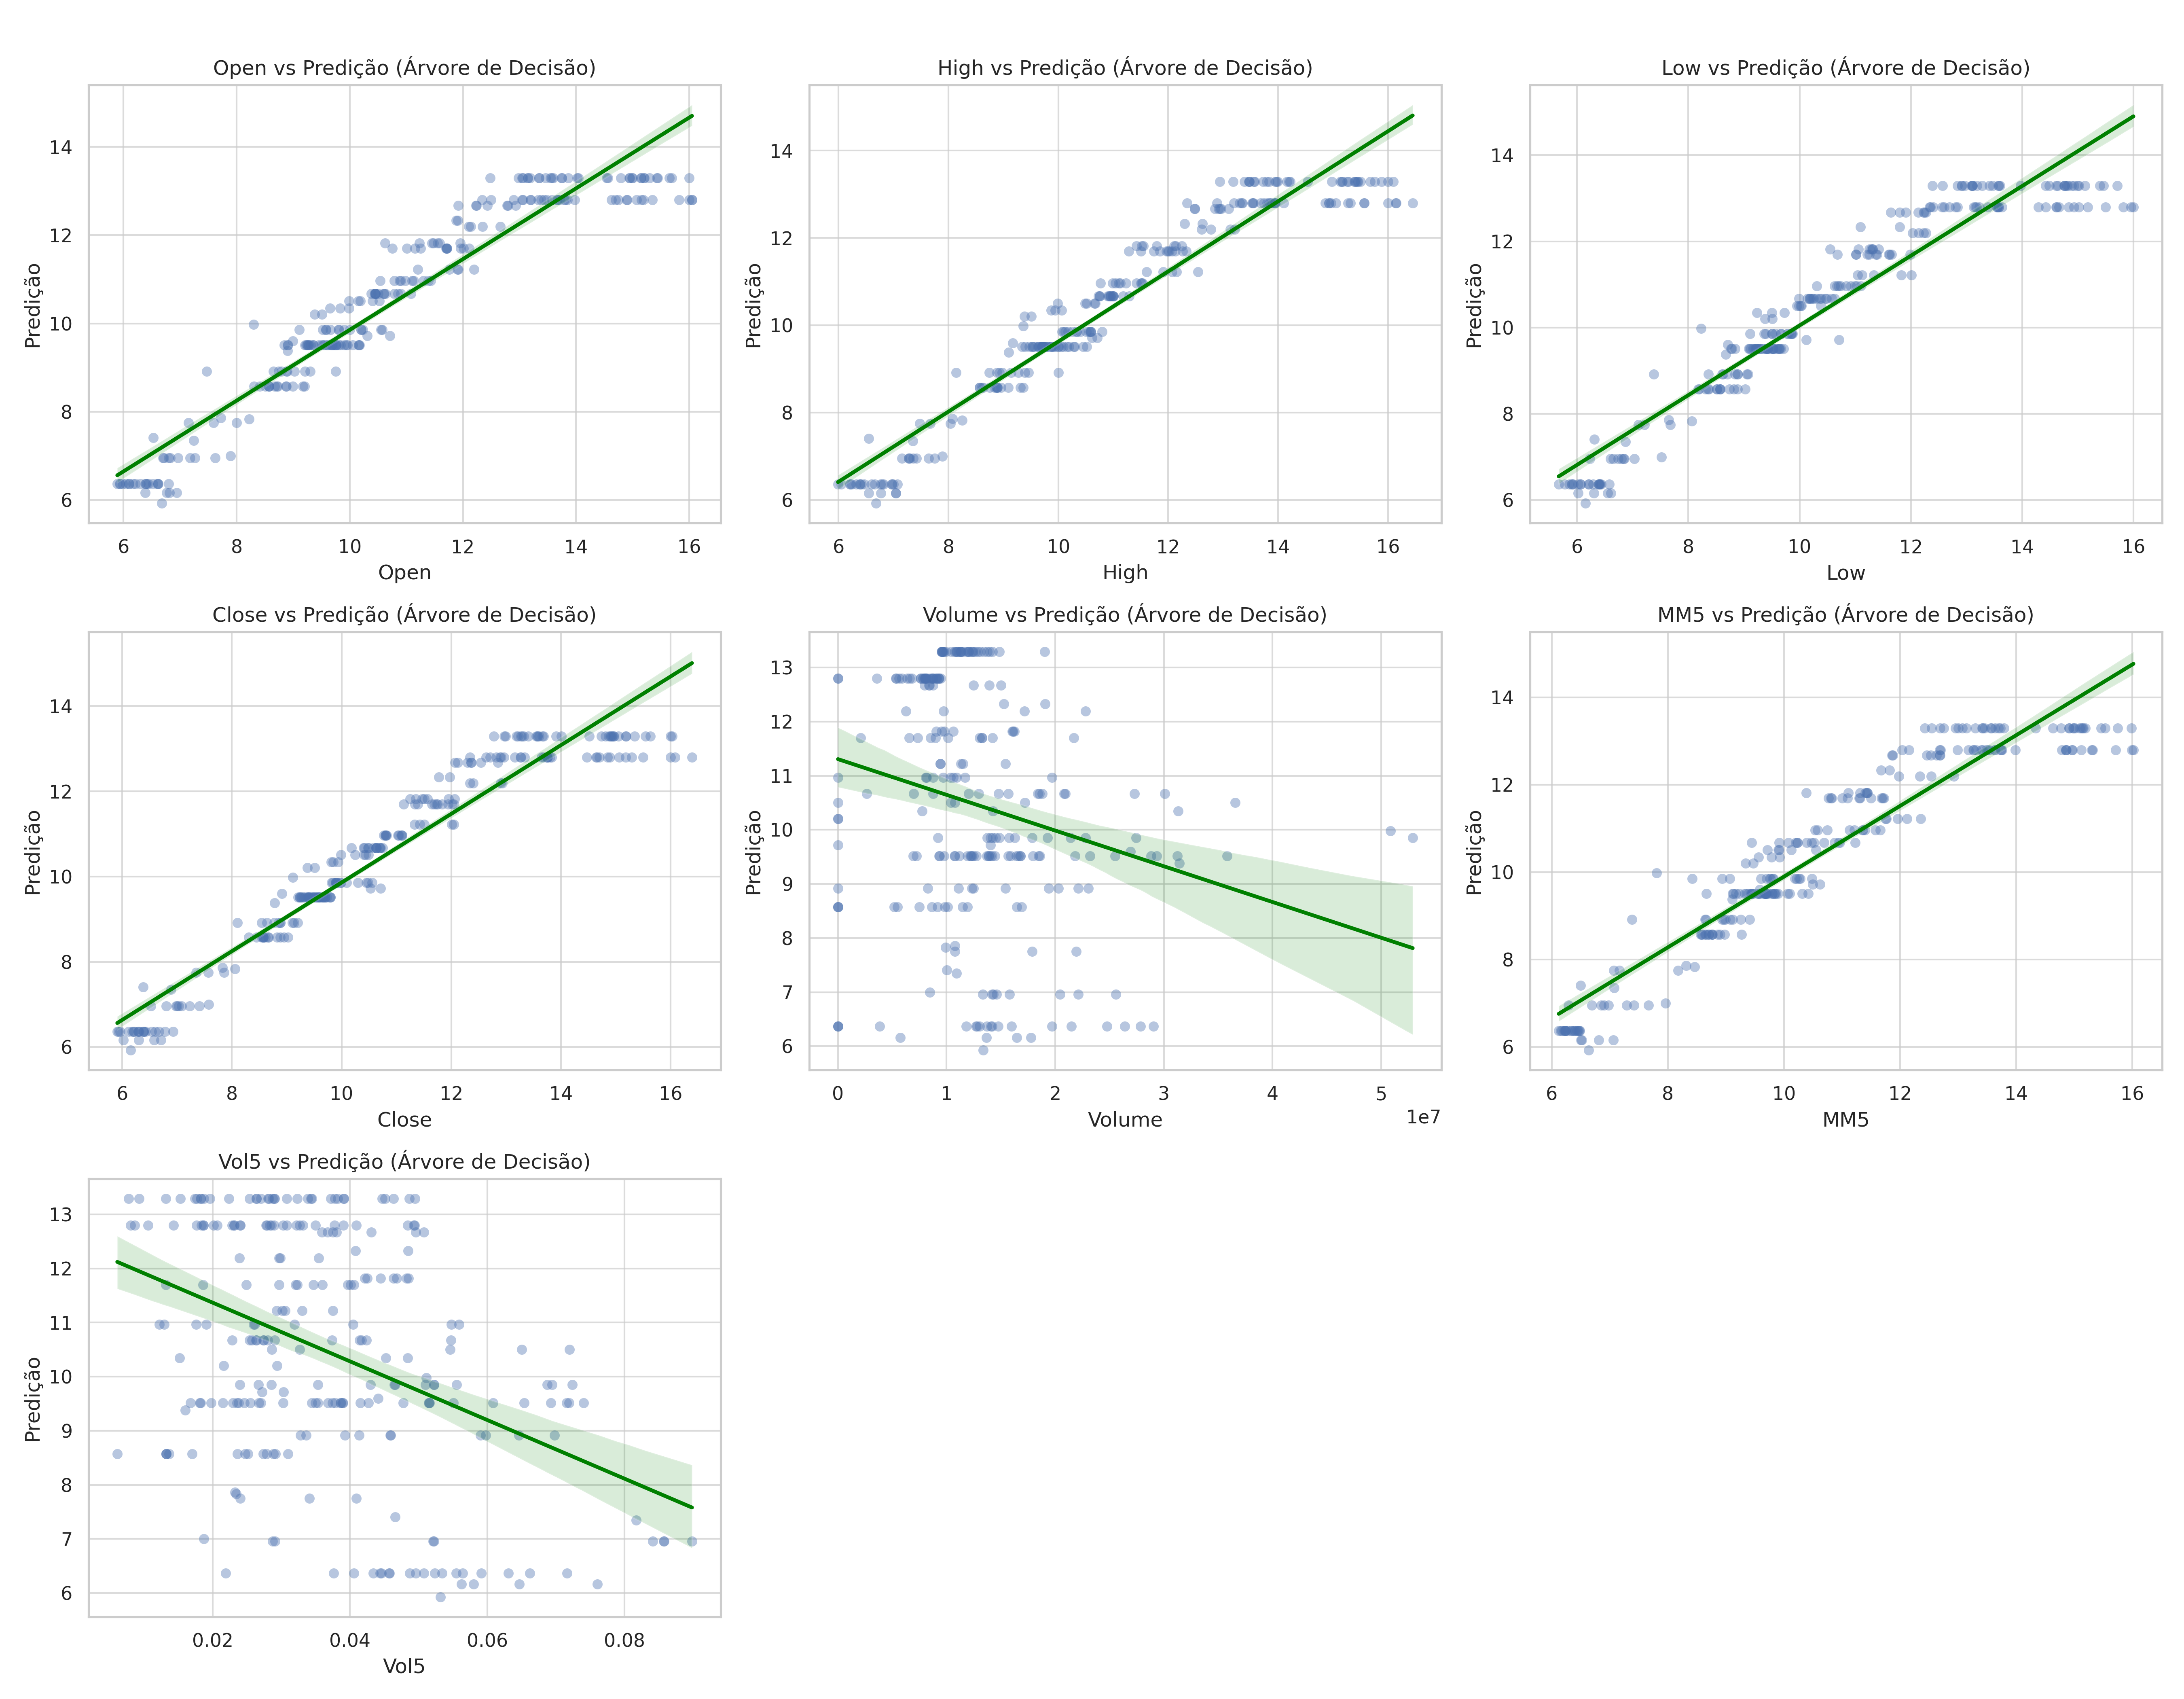 Open vs Predição (Árvore de Decisão)
High vs Predição (Árvore de Decisão)
Low vs Predição (Árvore de Decisão)
Predição
14
12
10
8
6
6 8 10 12 14 16
Open
Predição
14
12
10
8
6
6 8 10 12 14 16
High
Predição
14
12
10
8
6
6 8 10 12 14 16
Low
Close vs Predição (Árvore de Decisão)
Volume vs Predição (Árvore de Decisão)
MM5 vs Predição (Árvore de Decisão)
Predição
14
12
10
8
6
6 8 10 12 14 16
Close
Predição
13
12
11
10
9
8
7
6
0 1 2 3 4 5
1e7
Volume
Predição
14
12
10
8
6
6 8 10 12 14 16
MM5
Vol5 vs Predição (Árvore de Decisão)
Predição
13
12
11
10
9
8
7
6
0.02 0.04 0.06 0.08
Vol5